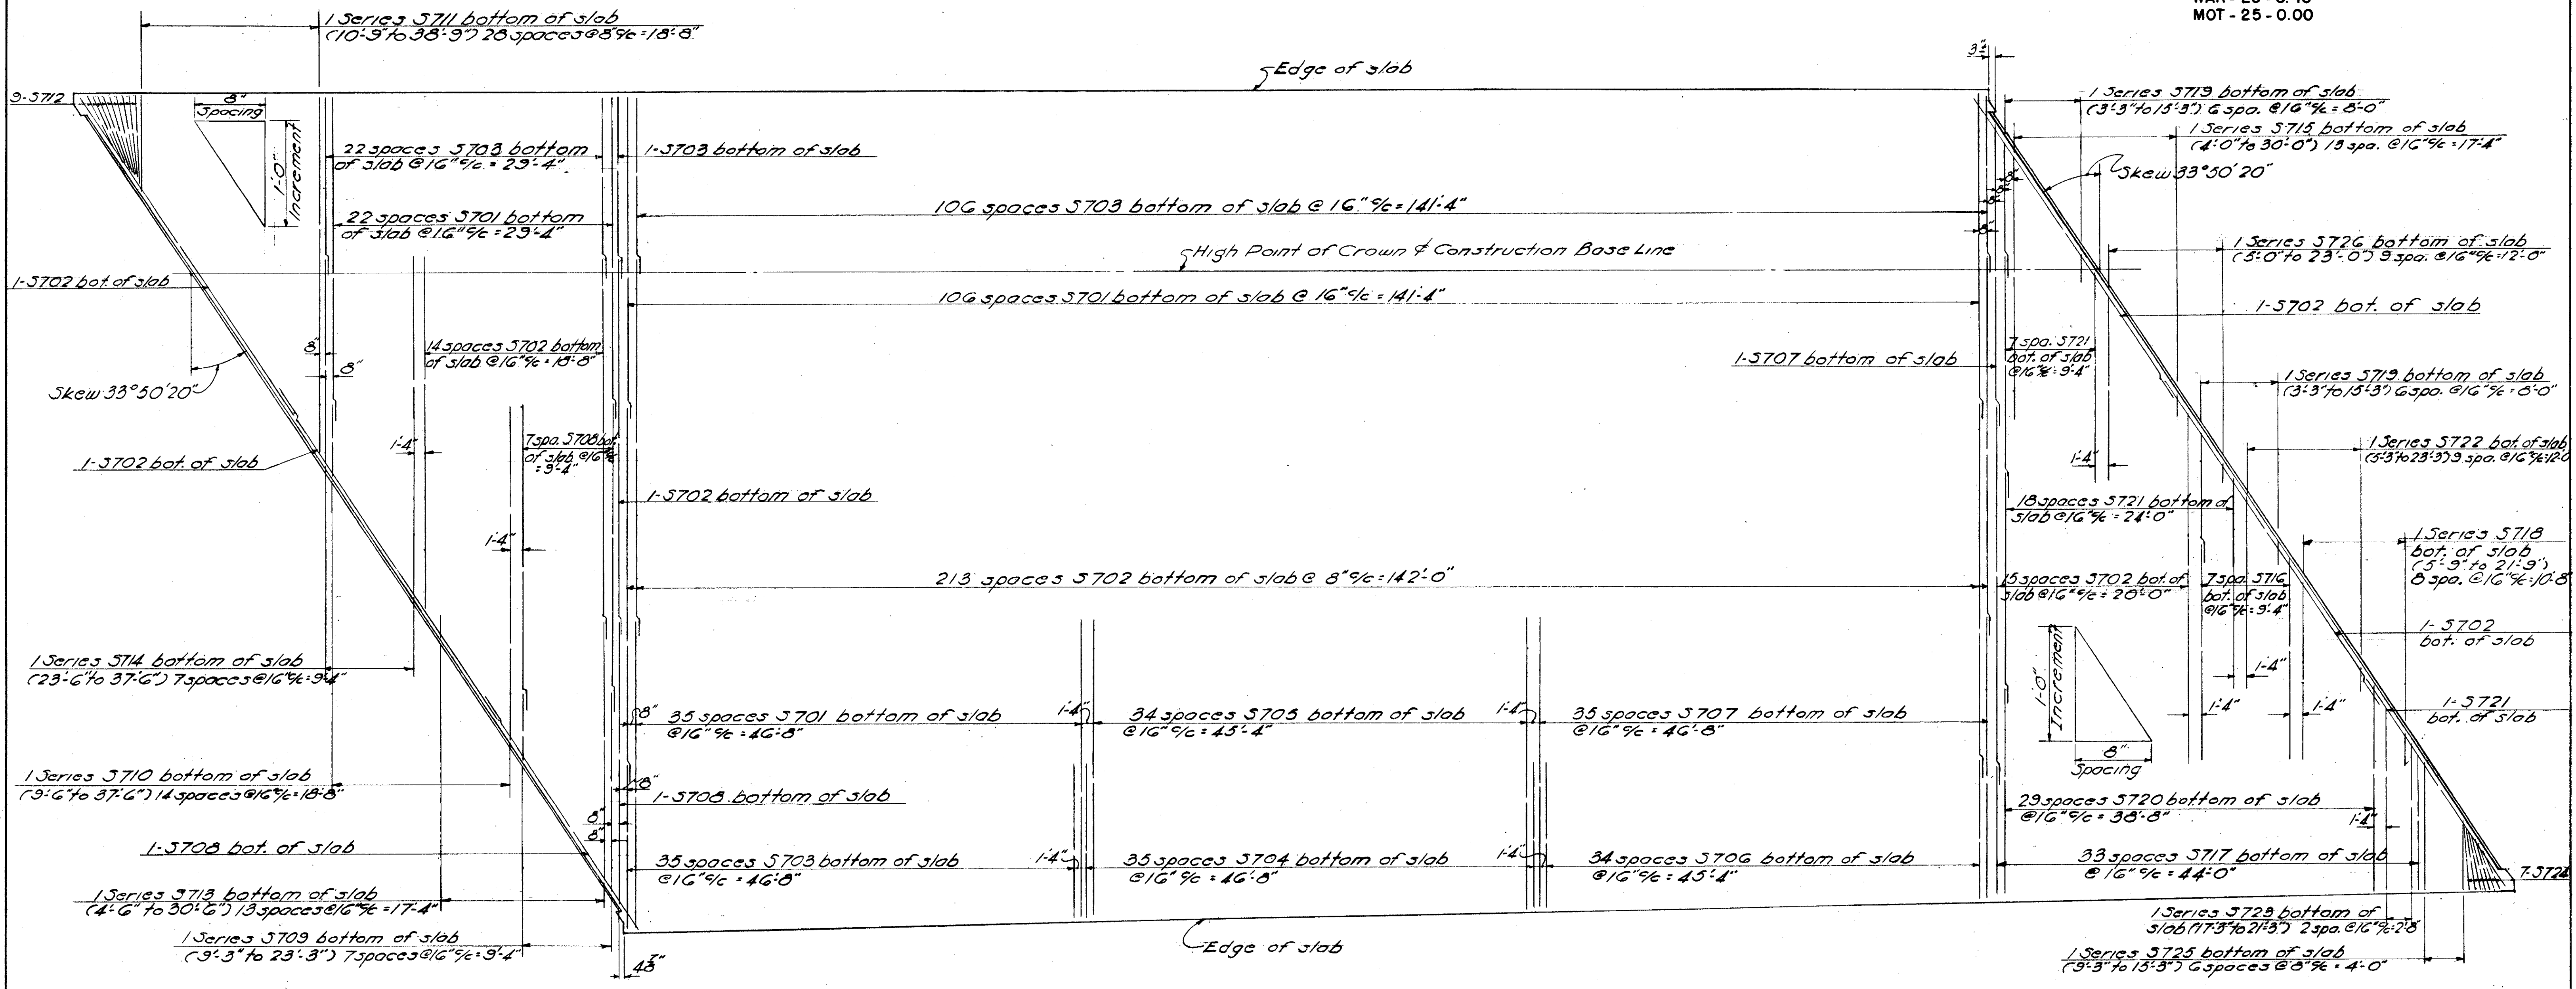 MOT - 25 - 0.00
1 Series S711 bottom of slab
(10'-9" to 38'-9") 28 spaces @ 8" c/c = 18'-8"
Edge of slab
3½"
9-S712
8"
Spacing
1'-0"
Increment
22 spaces S703 bottom
of slab @ 16" c/c = 29'-4"
1-S703 bottom of slab
1 Series S719 bottom of slab
(3'-3" to 15'-3") 6 spa. @ 16" c/c = 8'-0"
1 Series S715 bottom of slab
(4'-0" to 30'-0") 13 spa. @ 16" c/c = 17'-4"
Skew 33°50'20"
8"
8"
8"
8"
106 spaces S703 bottom of slab @ 16" c/c = 141'-4"
22 spaces S701 bottom
of slab @ 16" c/c = 29'-4"
High Point of Crown & Construction Base Line
1 Series S726 bottom of slab
(5'-0" to 23'-0") 9 spa. @ 16" c/c = 12'-0"
1-S702 bot. of slab
106 spaces S701 bottom of slab @ 16" c/c = 141'-4"
1-S702 bot. of slab
8"
8"
14 spaces S702 bottom
of slab @ 16" c/c = 18'-8"
1-S707 bottom of slab
7 spa. S721
bot. of slab
@ 16" c/c = 9'-4"
Skew 33°50'20"
1 Series S719 bottom of slab
(3'-3" to 15'-3") 6 spa. @ 16" c/c = 8'-0"
1'-4"
7 spa. S708 bot.
of slab @ 16" c/c
= 9'-4"
1-S702 bot. of slab
1 Series S722 bot. of slab
(5'-3" to 23'-3") 9 spa. @ 16" c/c = 12'-0
1'-4"
1-S702 bottom of slab
18 spaces S721 bottom of
slab @ 16" c/c = 24'-0"
1'-4"
1 Series S718
bot. of slab
(5'-9" to 21'-9")
8 spa. @ 16" c/c = 10'-8
213 spaces S702 bottom of slab @ 8" c/c = 142'-0"
15 spaces S702 bot. of
slab @ 16" c/c = 20'-0"
7 spa. S716
bot. of slab
@ 16" c/c = 9'-4"
1-S702
bot. of slab
1'-0"
Increment
8"
Spacing
1 Series S714 bottom of slab
(23'-6" to 37'-6") 7 spaces @ 16" c/c = 9'-4"
1'-4"
1'-4"
1'-4"
1-S721
bot. of slab
8"
35 spaces S701 bottom of slab
@ 16" c/c = 46'-8"
1'-4"
34 spaces S705 bottom of slab
@ 16" c/c = 45'-4"
1'-4"
35 spaces S707 bottom of slab
@ 16" c/c = 46'-8"
1 Series S710 bottom of slab
(9'-6" to 37'-6") 14 spaces @ 16" c/c = 18'-8"
8"
1-S708 bottom of slab
29 spaces S720 bottom of slab
@ 16" c/c = 38'-8"
1'-4"
8"
8"
1-S708 bot. of slab
35 spaces S703 bottom of slab
@ 16" c/c = 46'-8"
1'-4"
35 spaces S704 bottom of slab
@ 16" c/c = 46'-8"
1'-4"
34 spaces S706 bottom of slab
@ 16" c/c = 45'-4"
33 spaces S717 bottom of slab
@ 16" c/c = 44'-0"
7-S724
1 Series S713 bottom of slab
(4'-6" to 30'-6") 13 spaces @ 16" c/c = 17'-4"
1 Series S709 bottom of slab
(9'-3" to 23'-3") 7 spaces @ 16" c/c = 9'-4"
4⅞"
Edge of slab
1 Series S723 bottom of
slab (17'-3" to 21'-3") 2 spa. @ 16" c/c = 2'-8
1 Series S725 bottom of slab
(9'-3" to 15'-3") 6 spaces @ 8" c/c = 4'-0"